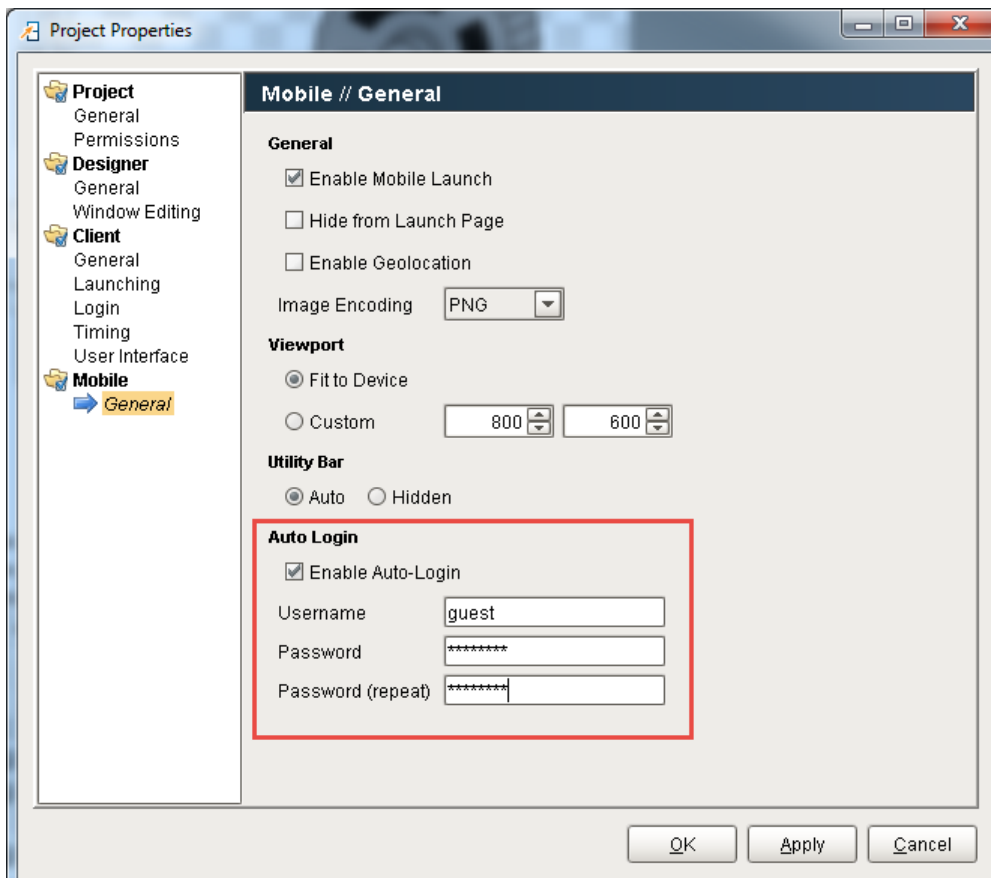 Project Properties
Project
General
Permissions
Designer
General
Window Editing
Client
General
Launching
Login
Timing
User Interface
Mobile
General
Mobile // General
General
Enable Mobile Launch
Hide from Launch Page
Enable Geolocation
Image Encoding PNG
Viewport
Fit to Device
Custom 800 600
Utility Bar
Auto Hidden
Auto Login
Enable Auto-Login
Username guest
Password ********
Password (repeat) ********
OK Apply Cancel